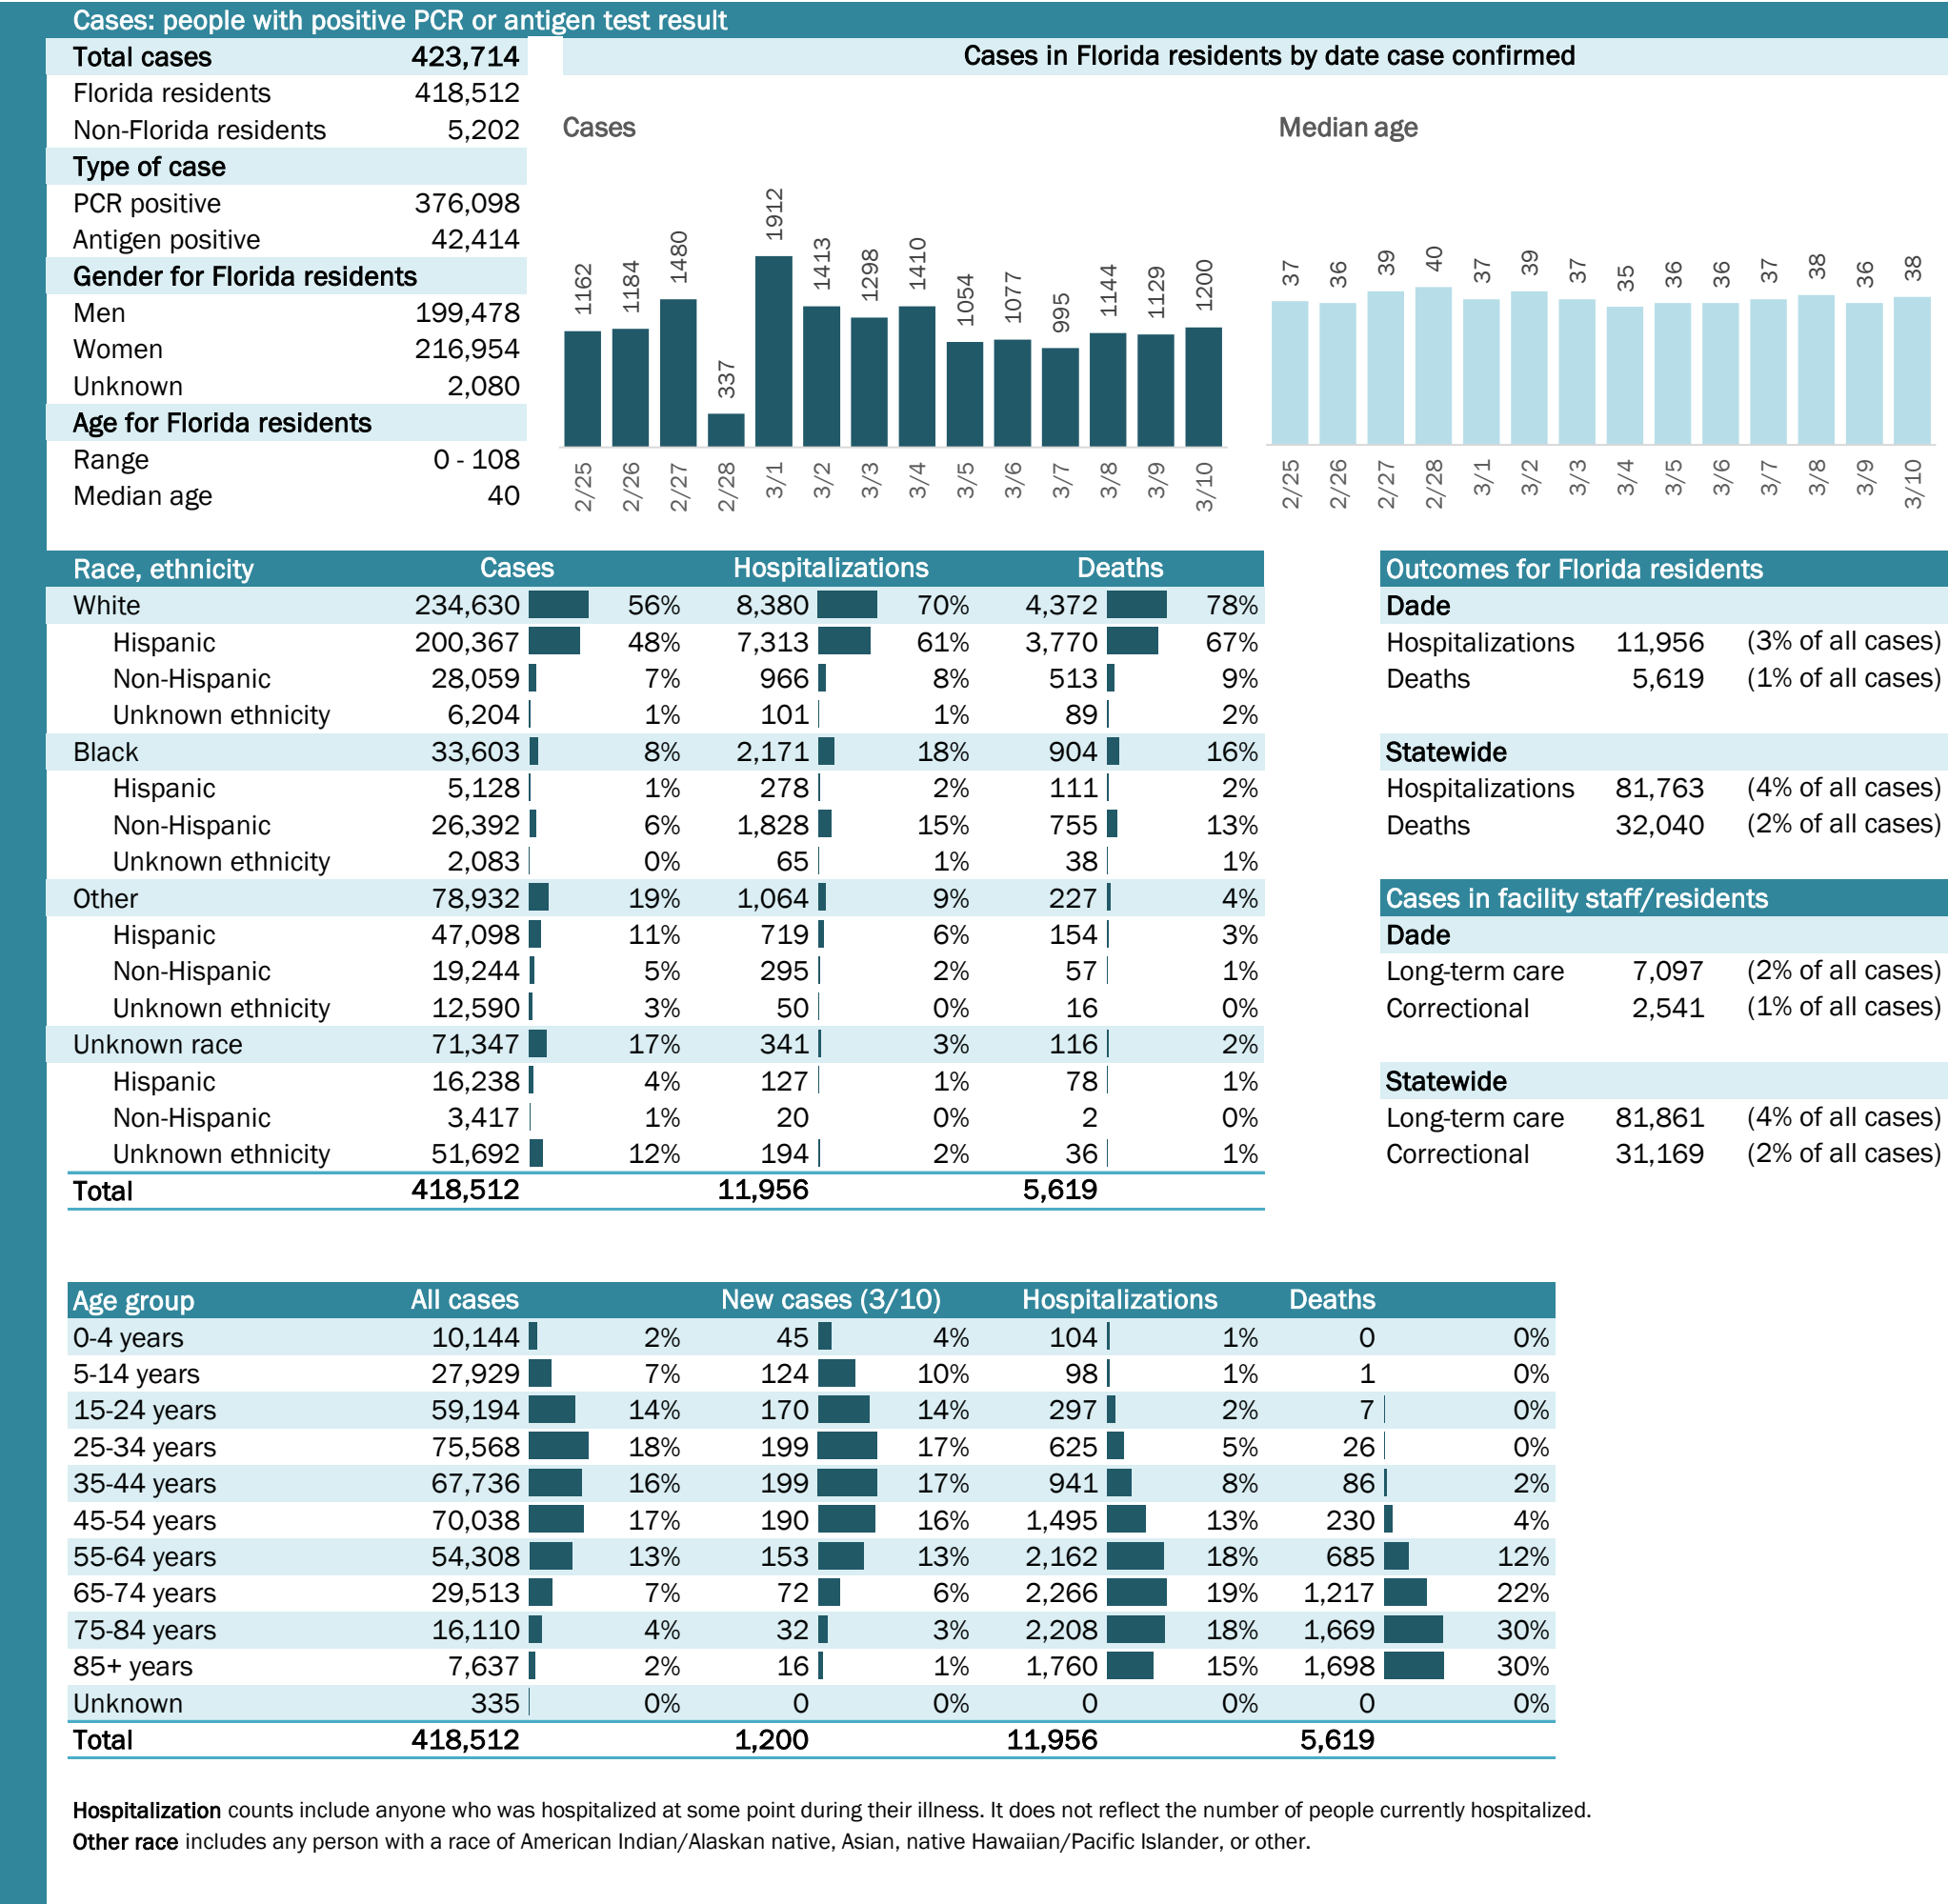 Cases: people with positive PCR or antigen test result
Total cases 423,714
Florida residents 418,512
Non-Florida residents 5,202
Type of case
PCR positive 376,098
Antigen positive 42,414
Gender for Florida residents
Men 199,478
Women 216,954
Unknown 2,080
Age for Florida residents
Range 0 - 108
Median age 40
Cases in Florida residents by date case confirmed
Cases
1162 1184 1480 337 1912 1413 1298 1410 1054 1077 995 1144 1129 1200
2/25 2/26 2/27 2/28 3/1 3/2 3/3 3/4 3/5 3/6 3/7 3/8 3/9 3/10
Median age
37 36 39 40 37 39 37 35 36 36 37 38 36 38
2/25 2/26 2/27 2/28 3/1 3/2 3/3 3/4 3/5 3/6 3/7 3/8 3/9 3/10
Race, ethnicity Cases Hospitalizations Deaths
White 234,630 56% 8,380 70% 4,372 78%
Hispanic 200,367 48% 7,313 61% 3,770 67%
Non-Hispanic 28,059 7% 966 8% 513 9%
Unknown ethnicity 6,204 1% 101 1% 89 2%
Black 33,603 8% 2,171 18% 904 16%
Hispanic 5,128 1% 278 2% 111 2%
Non-Hispanic 26,392 6% 1,828 15% 755 13%
Unknown ethnicity 2,083 0% 65 1% 38 1%
Other 78,932 19% 1,064 9% 227 4%
Hispanic 47,098 11% 719 6% 154 3%
Non-Hispanic 19,244 5% 295 2% 57 1%
Unknown ethnicity 12,590 3% 50 0% 16 0%
Unknown race 71,347 17% 341 3% 116 2%
Hispanic 16,238 4% 127 1% 78 1%
Non-Hispanic 3,417 1% 20 0% 2 0%
Unknown ethnicity 51,692 12% 194 2% 36 1%
Total 418,512 11,956 5,619
Outcomes for Florida residents
Dade
Hospitalizations 11,956 (3% of all cases)
Deaths 5,619 (1% of all cases)
Statewide
Hospitalizations 81,763 (4% of all cases)
Deaths 32,040 (2% of all cases)
Cases in facility staff/residents
Dade
Long-term care 7,097 (2% of all cases)
Correctional 2,541 (1% of all cases)
Statewide
Long-term care 81,861 (4% of all cases)
Correctional 31,169 (2% of all cases)
Age group All cases New cases (3/10) Hospitalizations Deaths
0-4 years 10,144 2% 45 4% 104 1% 0 0%
5-14 years 27,929 7% 124 10% 98 1% 1 0%
15-24 years 59,194 14% 170 14% 297 2% 7 0%
25-34 years 75,568 18% 199 17% 625 5% 26 0%
35-44 years 67,736 16% 199 17% 941 8% 86 2%
45-54 years 70,038 17% 190 16% 1,495 13% 230 4%
55-64 years 54,308 13% 153 13% 2,162 18% 685 12%
65-74 years 29,513 7% 72 6% 2,266 19% 1,217 22%
75-84 years 16,110 4% 32 3% 2,208 18% 1,669 30%
85+ years 7,637 2% 16 1% 1,760 15% 1,698 30%
Unknown 335 0% 0 0% 0 0% 0 0%
Total 418,512 1,200 11,956 5,619
Hospitalization counts include anyone who was hospitalized at some point during their illness. It does not reflect the number of people currently hospitalized.
Other race includes any person with a race of American Indian/Alaskan native, Asian, native Hawaiian/Pacific Islander, or other.